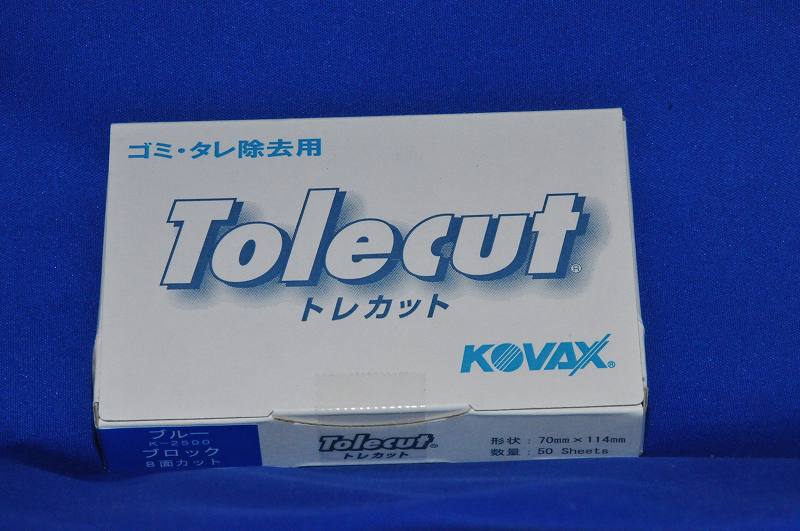 ゴミ・タレ除去用
Tolecut®
トレカット
KOVAX®
ブルー
K-2500
ブロック
8面カット
Tolecut®
トレカット
形状：70mm×114mm
数量：50 Sheets